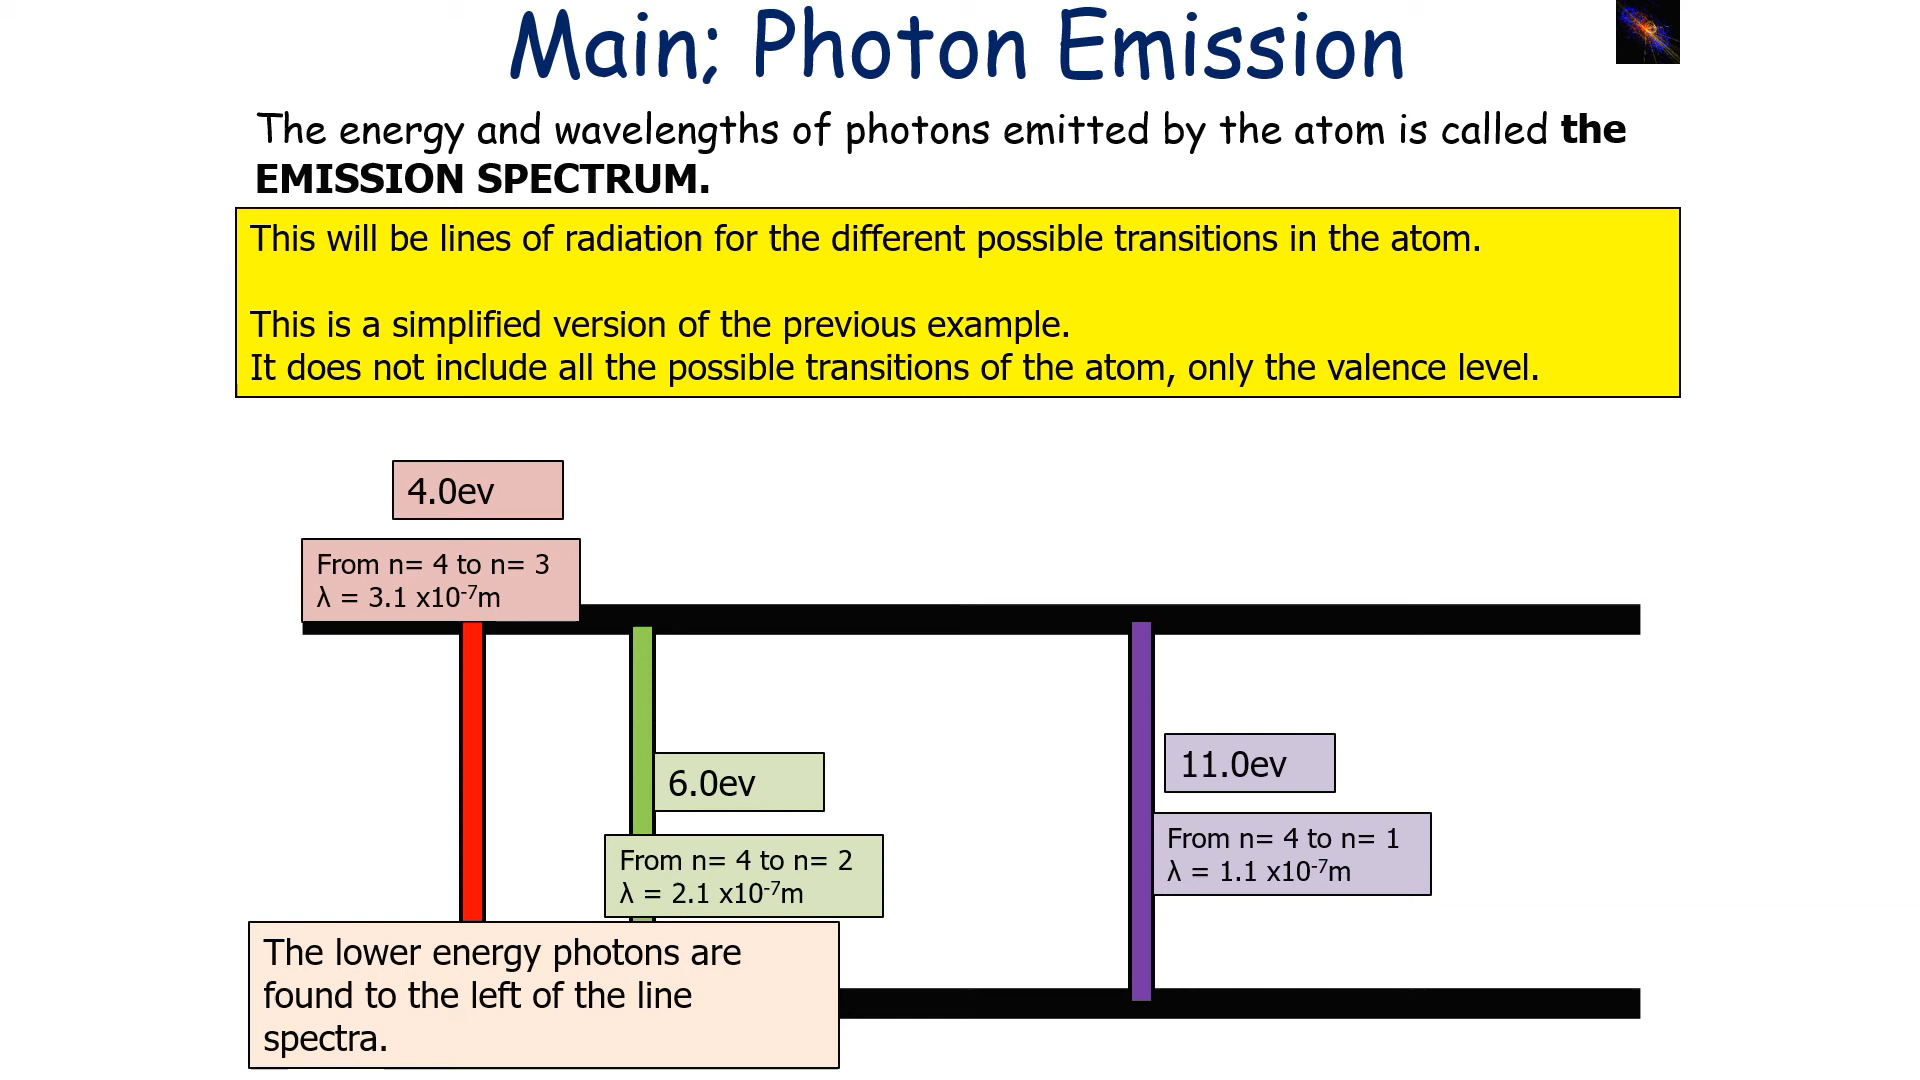 Main; Photon Emission
The energy and wavelengths of photons emitted by the atom is called the
EMISSION SPECTRUM.
This will be lines of radiation for the different possible transitions in the atom.
This is a simplified version of the previous example.
It does not include all the possible transitions of the atom, only the valence level.
4.0ev
From n= 4 to n= 3
λ = 3.1 x10⁻⁷m
6.0ev
From n= 4 to n= 2
λ = 2.1 x10⁻⁷m
11.0ev
From n= 4 to n= 1
λ = 1.1 x10⁻⁷m
The lower energy photons are
found to the left of the line
spectra.